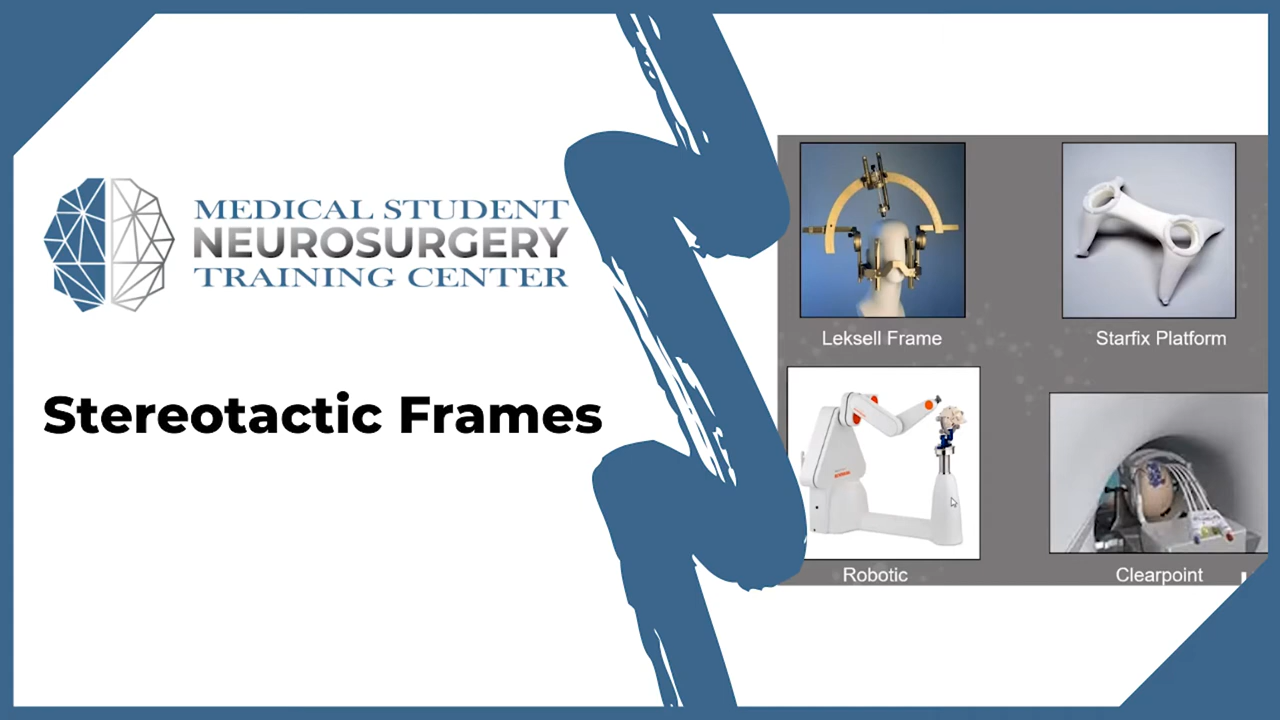 MEDICAL STUDENT
NEUROSURGERY
TRAINING CENTER
Stereotactic Frames
Leksell Frame
Starfix Platform
Robotic
Clearpoint